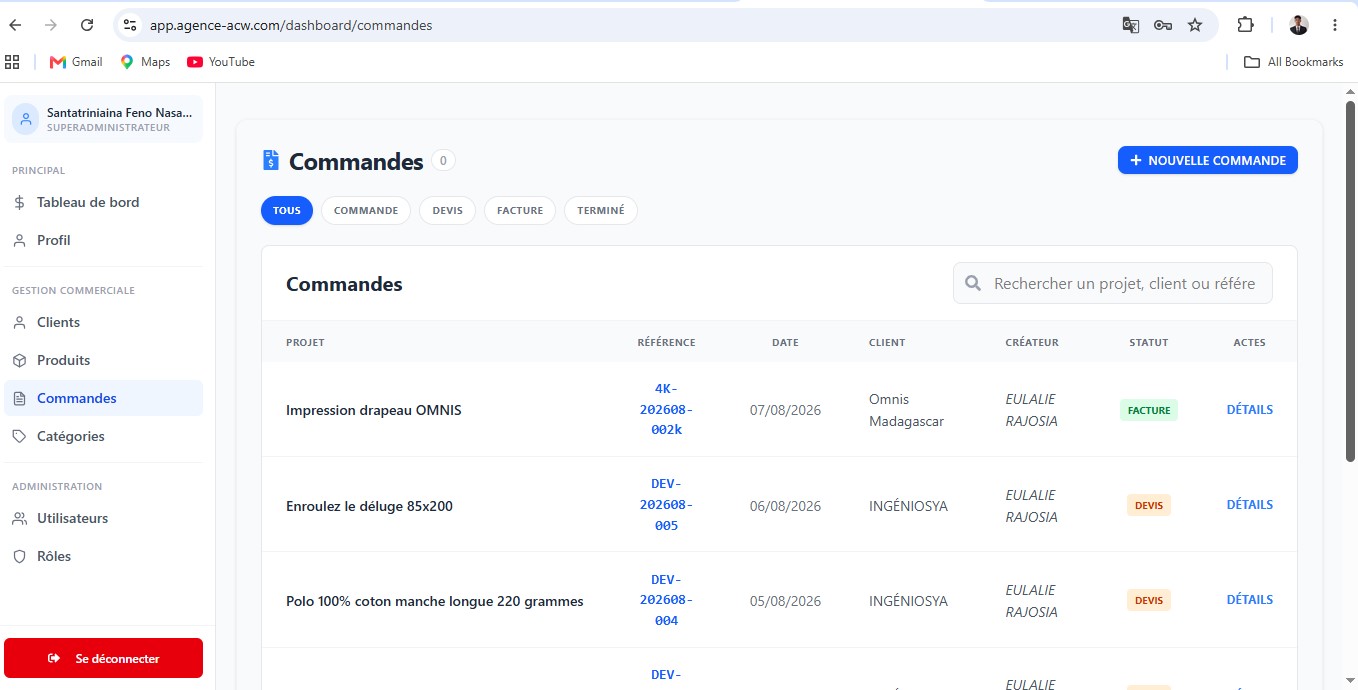 app.agence-acw.com/dashboard/commandes
Gmail
Maps
YouTube
All Bookmarks
Santatriniaina Feno Nasa...
SUPERADMINISTRATEUR
PRINCIPAL
Tableau de bord
Profil
GESTION COMMERCIALE
Clients
Produits
Commandes
Catégories
ADMINISTRATION
Utilisateurs
Rôles
Se déconnecter
Commandes 0
+ NOUVELLE COMMANDE
TOUS COMMANDE DEVIS FACTURE TERMINÉ
Commandes
Rechercher un projet, client ou référe
PROJET RÉFÉRENCE DATE CLIENT CRÉATEUR STATUT ACTES
Impression drapeau OMNIS
4K-
202608-
002k
07/08/2026
Omnis
Madagascar
EULALIE
RAJOSIA
FACTURE
DÉTAILS
Enroulez le déluge 85x200
DEV-
202608-
005
06/08/2026
INGÉNIOSYA
EULALIE
RAJOSIA
DEVIS
DÉTAILS
Polo 100% coton manche longue 220 grammes
DEV-
202608-
004
05/08/2026
INGÉNIOSYA
EULALIE
RAJOSIA
DEVIS
DÉTAILS
DEV-
EULALIE